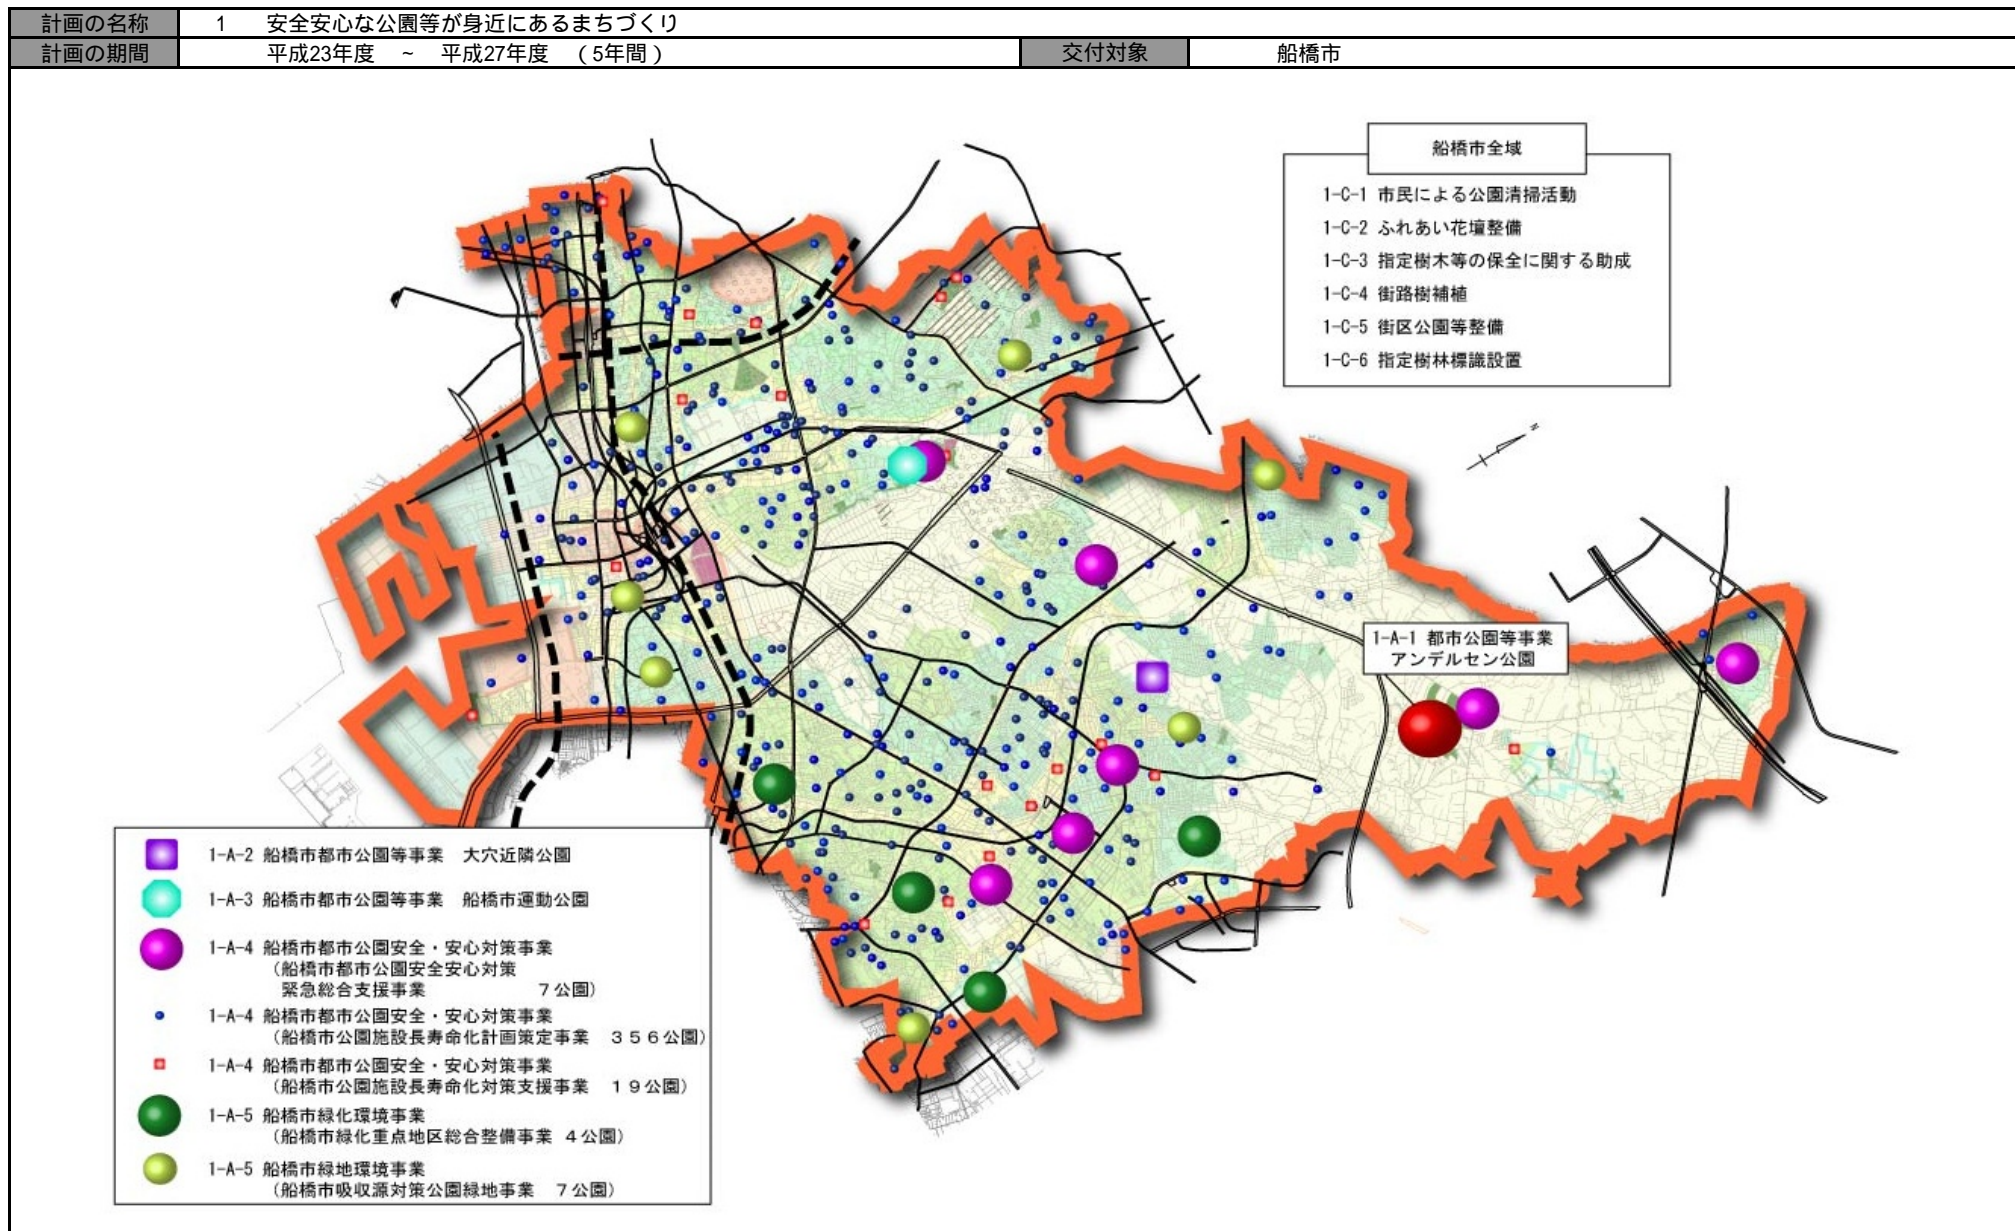 計画の名称 1 安全安心な公園等が身近にあるまちづくり
計画の期間 平成23年度 ~ 平成27年度 （5年間） 交付対象 船橋市
船橋市全域
1-C-1 市民による公園清掃活動
1-C-2 ふれあい花壇整備
1-C-3 指定樹木等の保全に関する助成
1-C-4 街路樹補植
1-C-5 街区公園等整備
1-C-6 指定樹林標識設置
N
1-A-1 都市公園等事業
アンデルセン公園
1-A-2 船橋市都市公園等事業 大穴近隣公園
1-A-3 船橋市都市公園等事業 船橋市運動公園
1-A-4 船橋市都市公園安全・安心対策事業
（船橋市都市公園安全安心対策
緊急総合支援事業 ７公園）
1-A-4 船橋市都市公園安全・安心対策事業
（船橋市公園施設長寿命化計画策定事業 ３５６公園）
1-A-4 船橋市都市公園安全・安心対策事業
（船橋市公園施設長寿命化対策支援事業 １９公園）
1-A-5 船橋市緑化環境事業
（船橋市緑化重点地区総合整備事業 ４公園）
1-A-5 船橋市緑地環境事業
（船橋市吸収源対策公園緑地事業 ７公園）